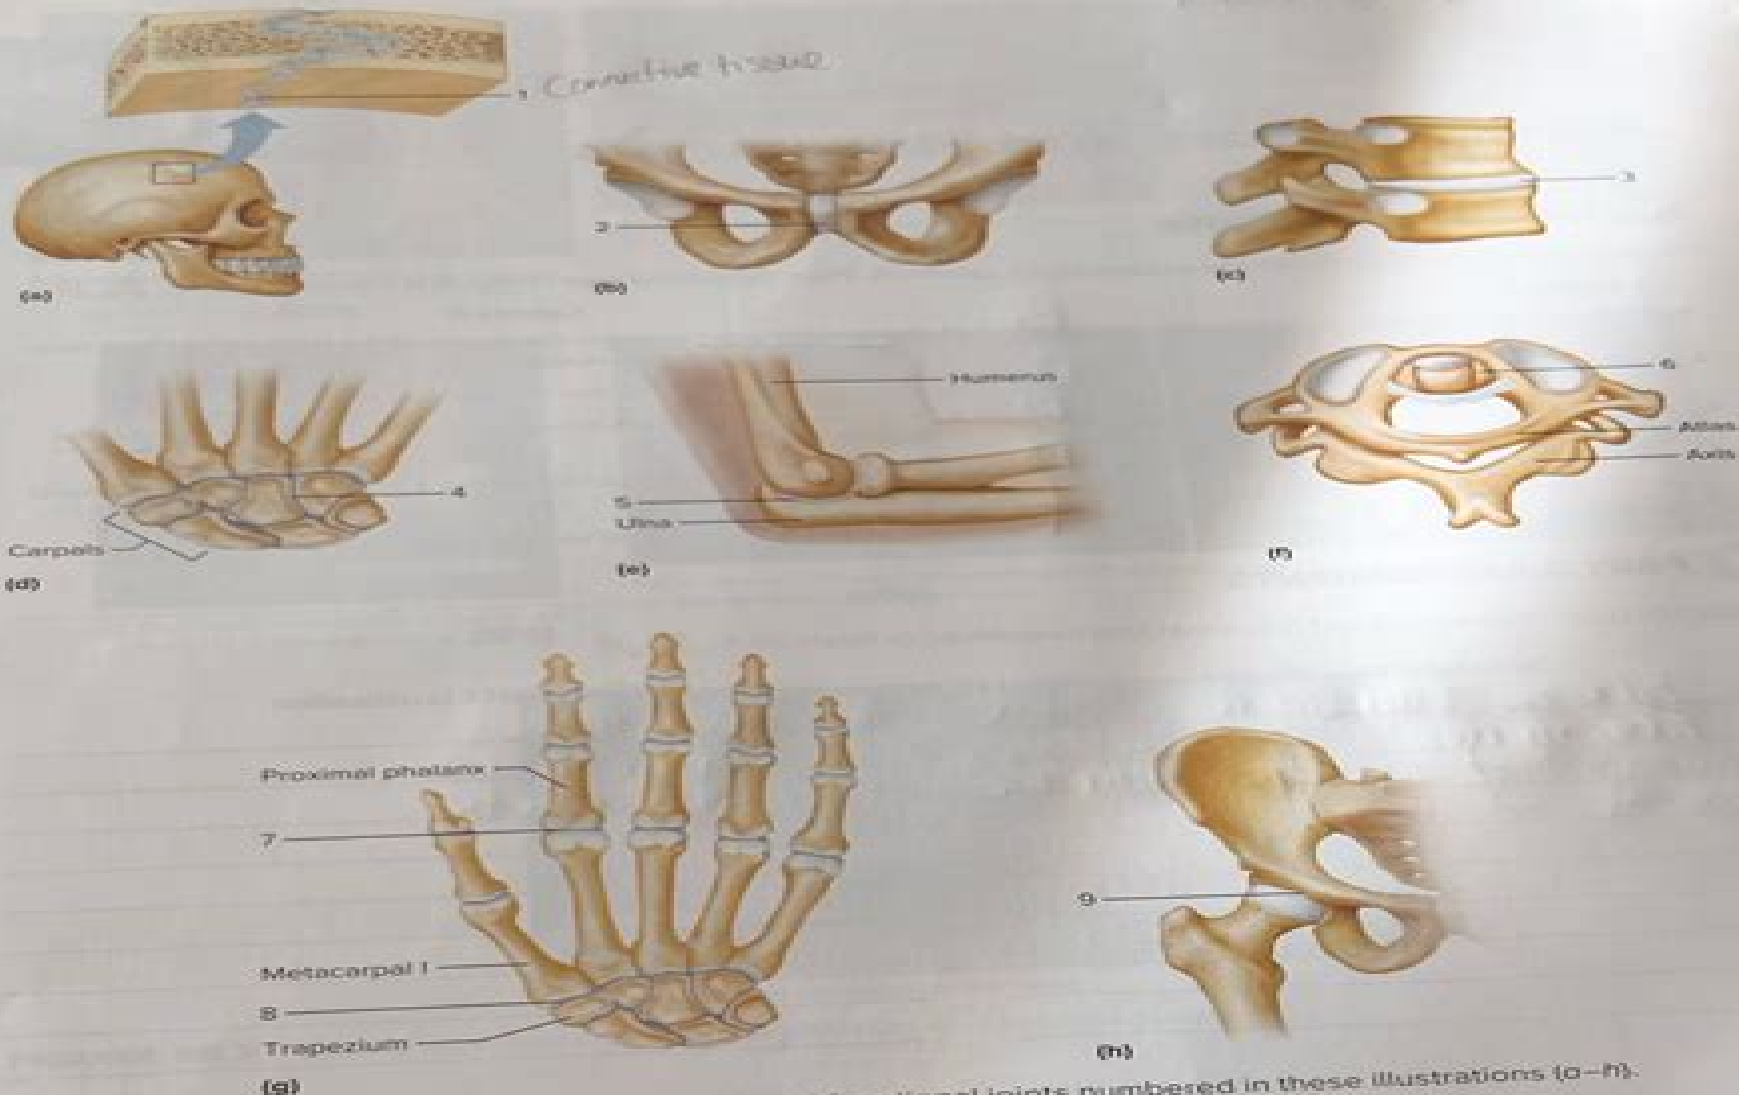 1 Connective tissue
2
3
(a)
(b)
(c)
Humerus
6
4
Atlas
Axis
5
Ulna
Carpals
(d)
(e)
(f)
Proximal phalanx
7
9
Metacarpal I
8
Trapezium
(g)
(h)
joints numbered in these illustrations (a–h).